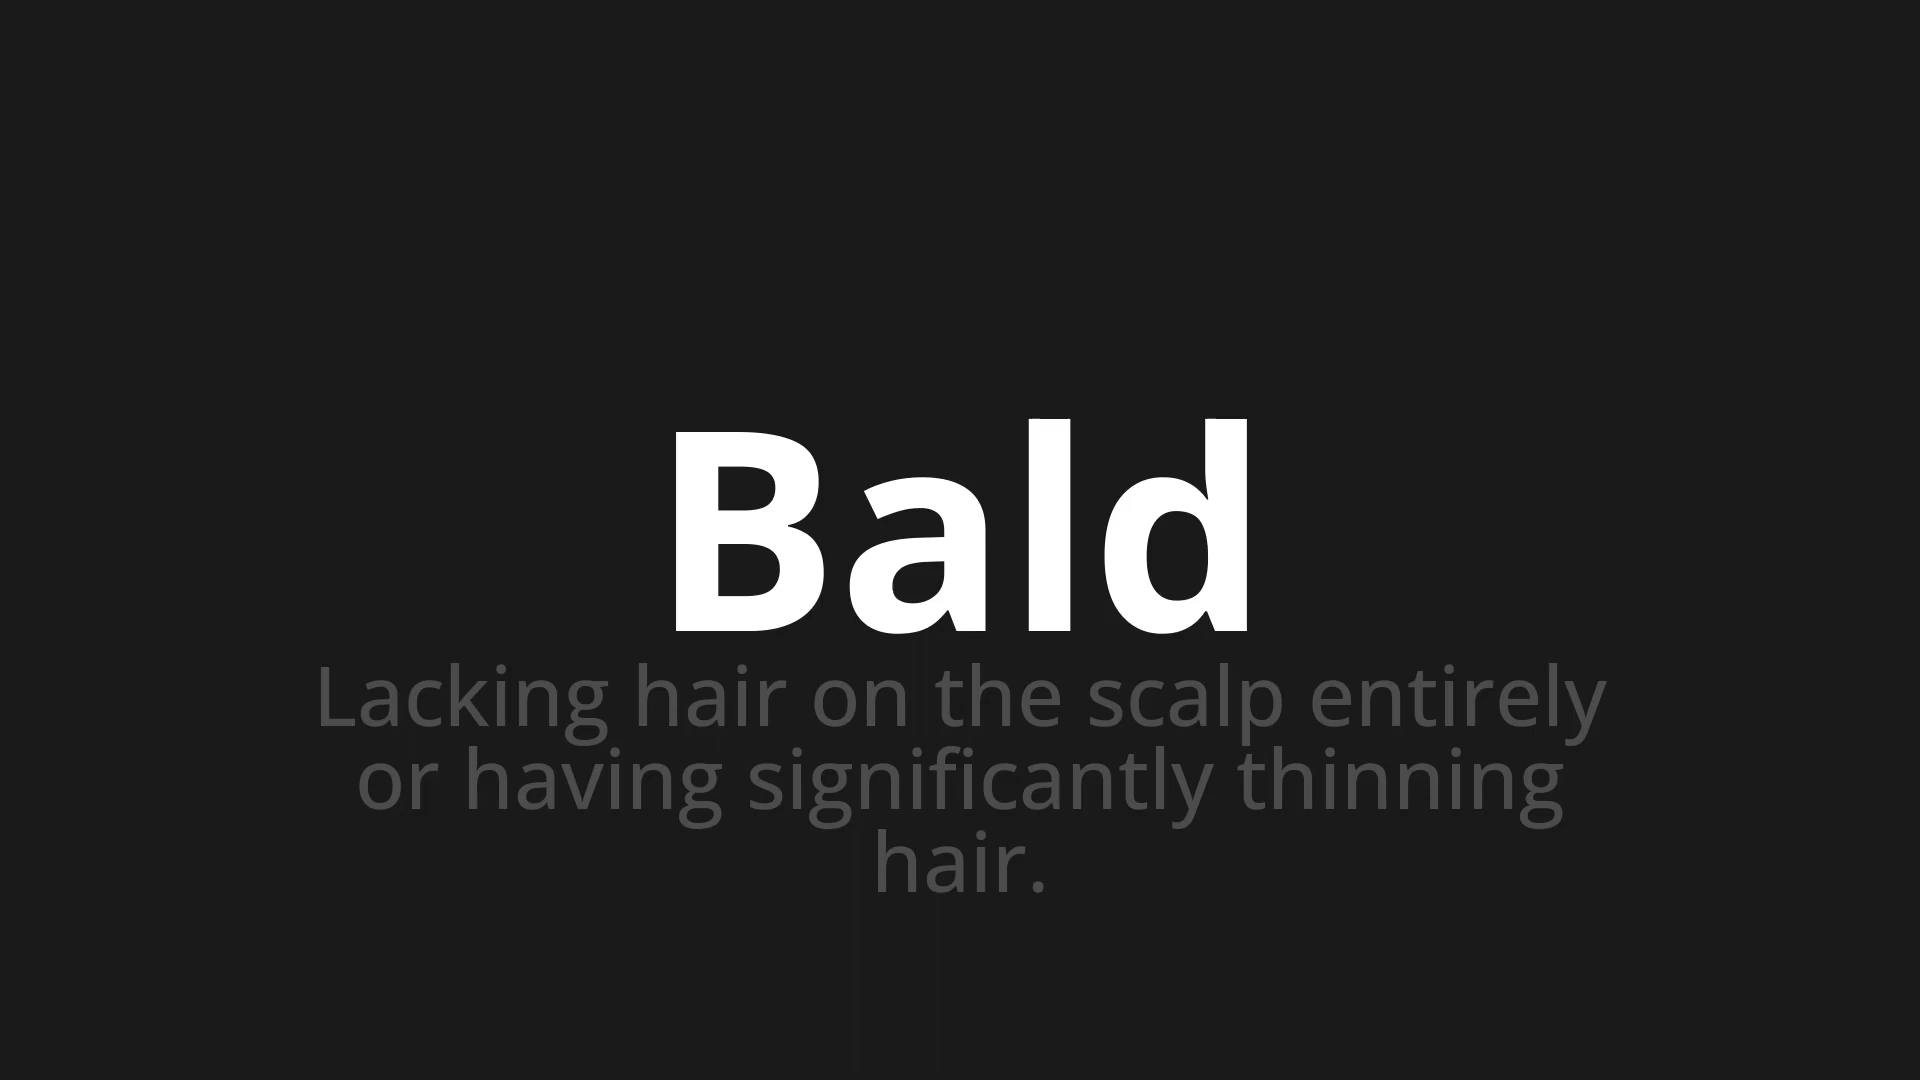 Bald
Lacking hair on the scalp entirely
or having significantly thinning
hair.